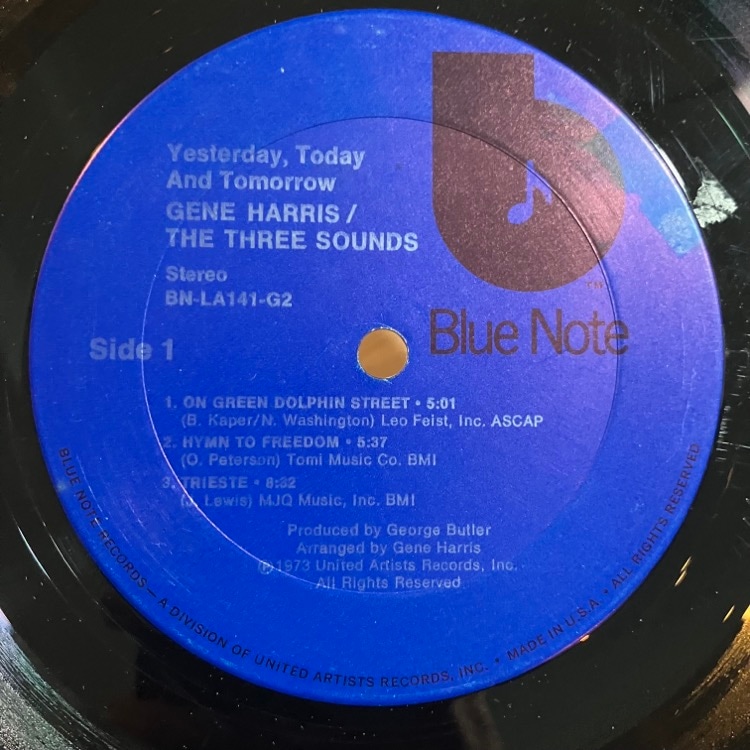 Yesterday, Today
And Tomorrow
GENE HARRIS /
THE THREE SOUNDS
Stereo
BN-LA141-G2
Side 1
b
TM
Blue Note
1. ON GREEN DOLPHIN STREET • 5:01
(B. Kaper/N. Washington) Leo Feist, Inc. ASCAP
2. HYMN TO FREEDOM • 5:37
(O. Peterson) Tomi Music Co. BMI
3. TRIESTE • 8:32
(J. Lewis) MJQ Music, Inc. BMI
Produced by George Butler
Arranged by Gene Harris
℗ 1973 United Artists Records, Inc.
All Rights Reserved
BLUE NOTE RECORDS — A DIVISION OF UNITED ARTISTS RECORDS, INC. • MADE IN U.S.A. • ALL RIGHTS RESERVED